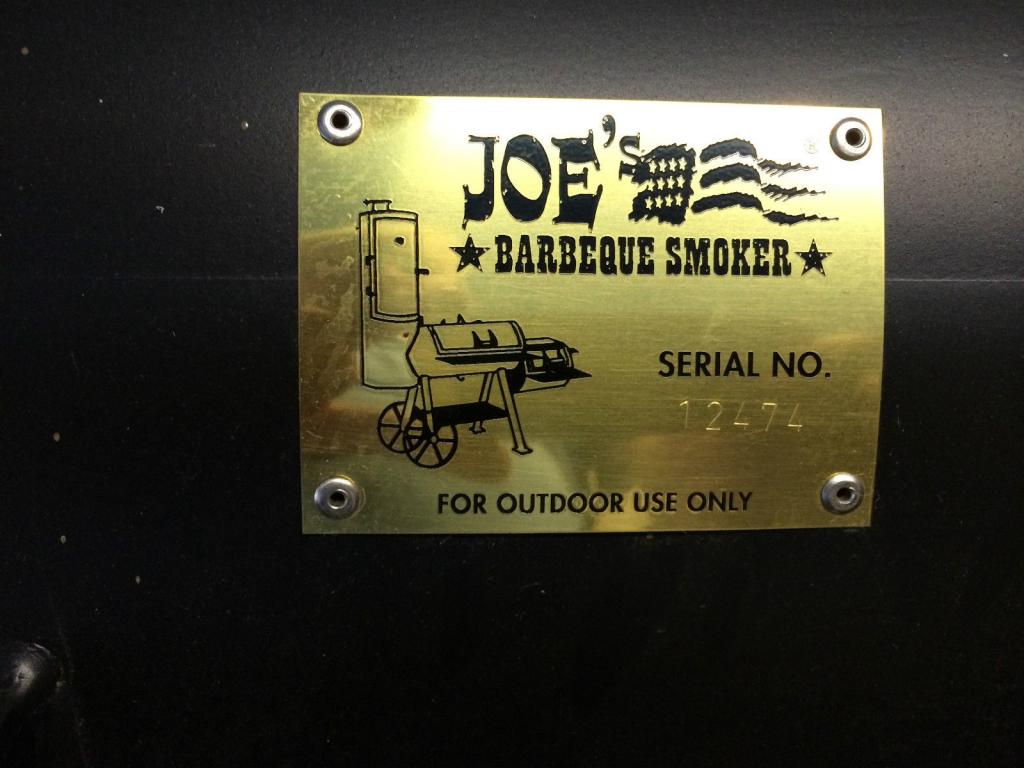 JOE'S ®
★ BARBEQUE SMOKER ★
SERIAL NO.
12474
FOR OUTDOOR USE ONLY